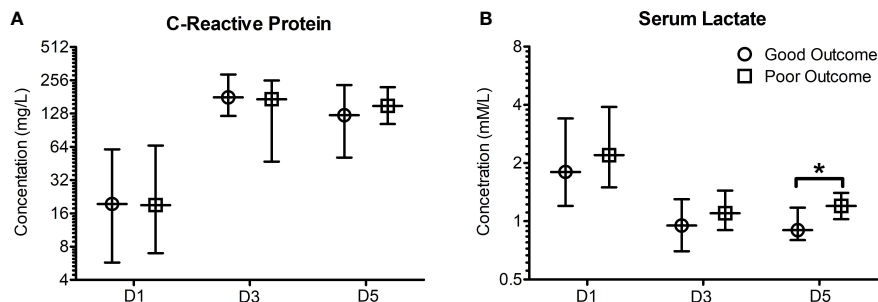 A
C-Reactive Protein
Concentation (mg/L)
512
256
128
64
32
16
8
4
D1
D3
D5
B
Serum Lactate
Good Outcome
Poor Outcome
Concetration (mM/L)
8
4
2
1
0.5
*
D1
D3
D5